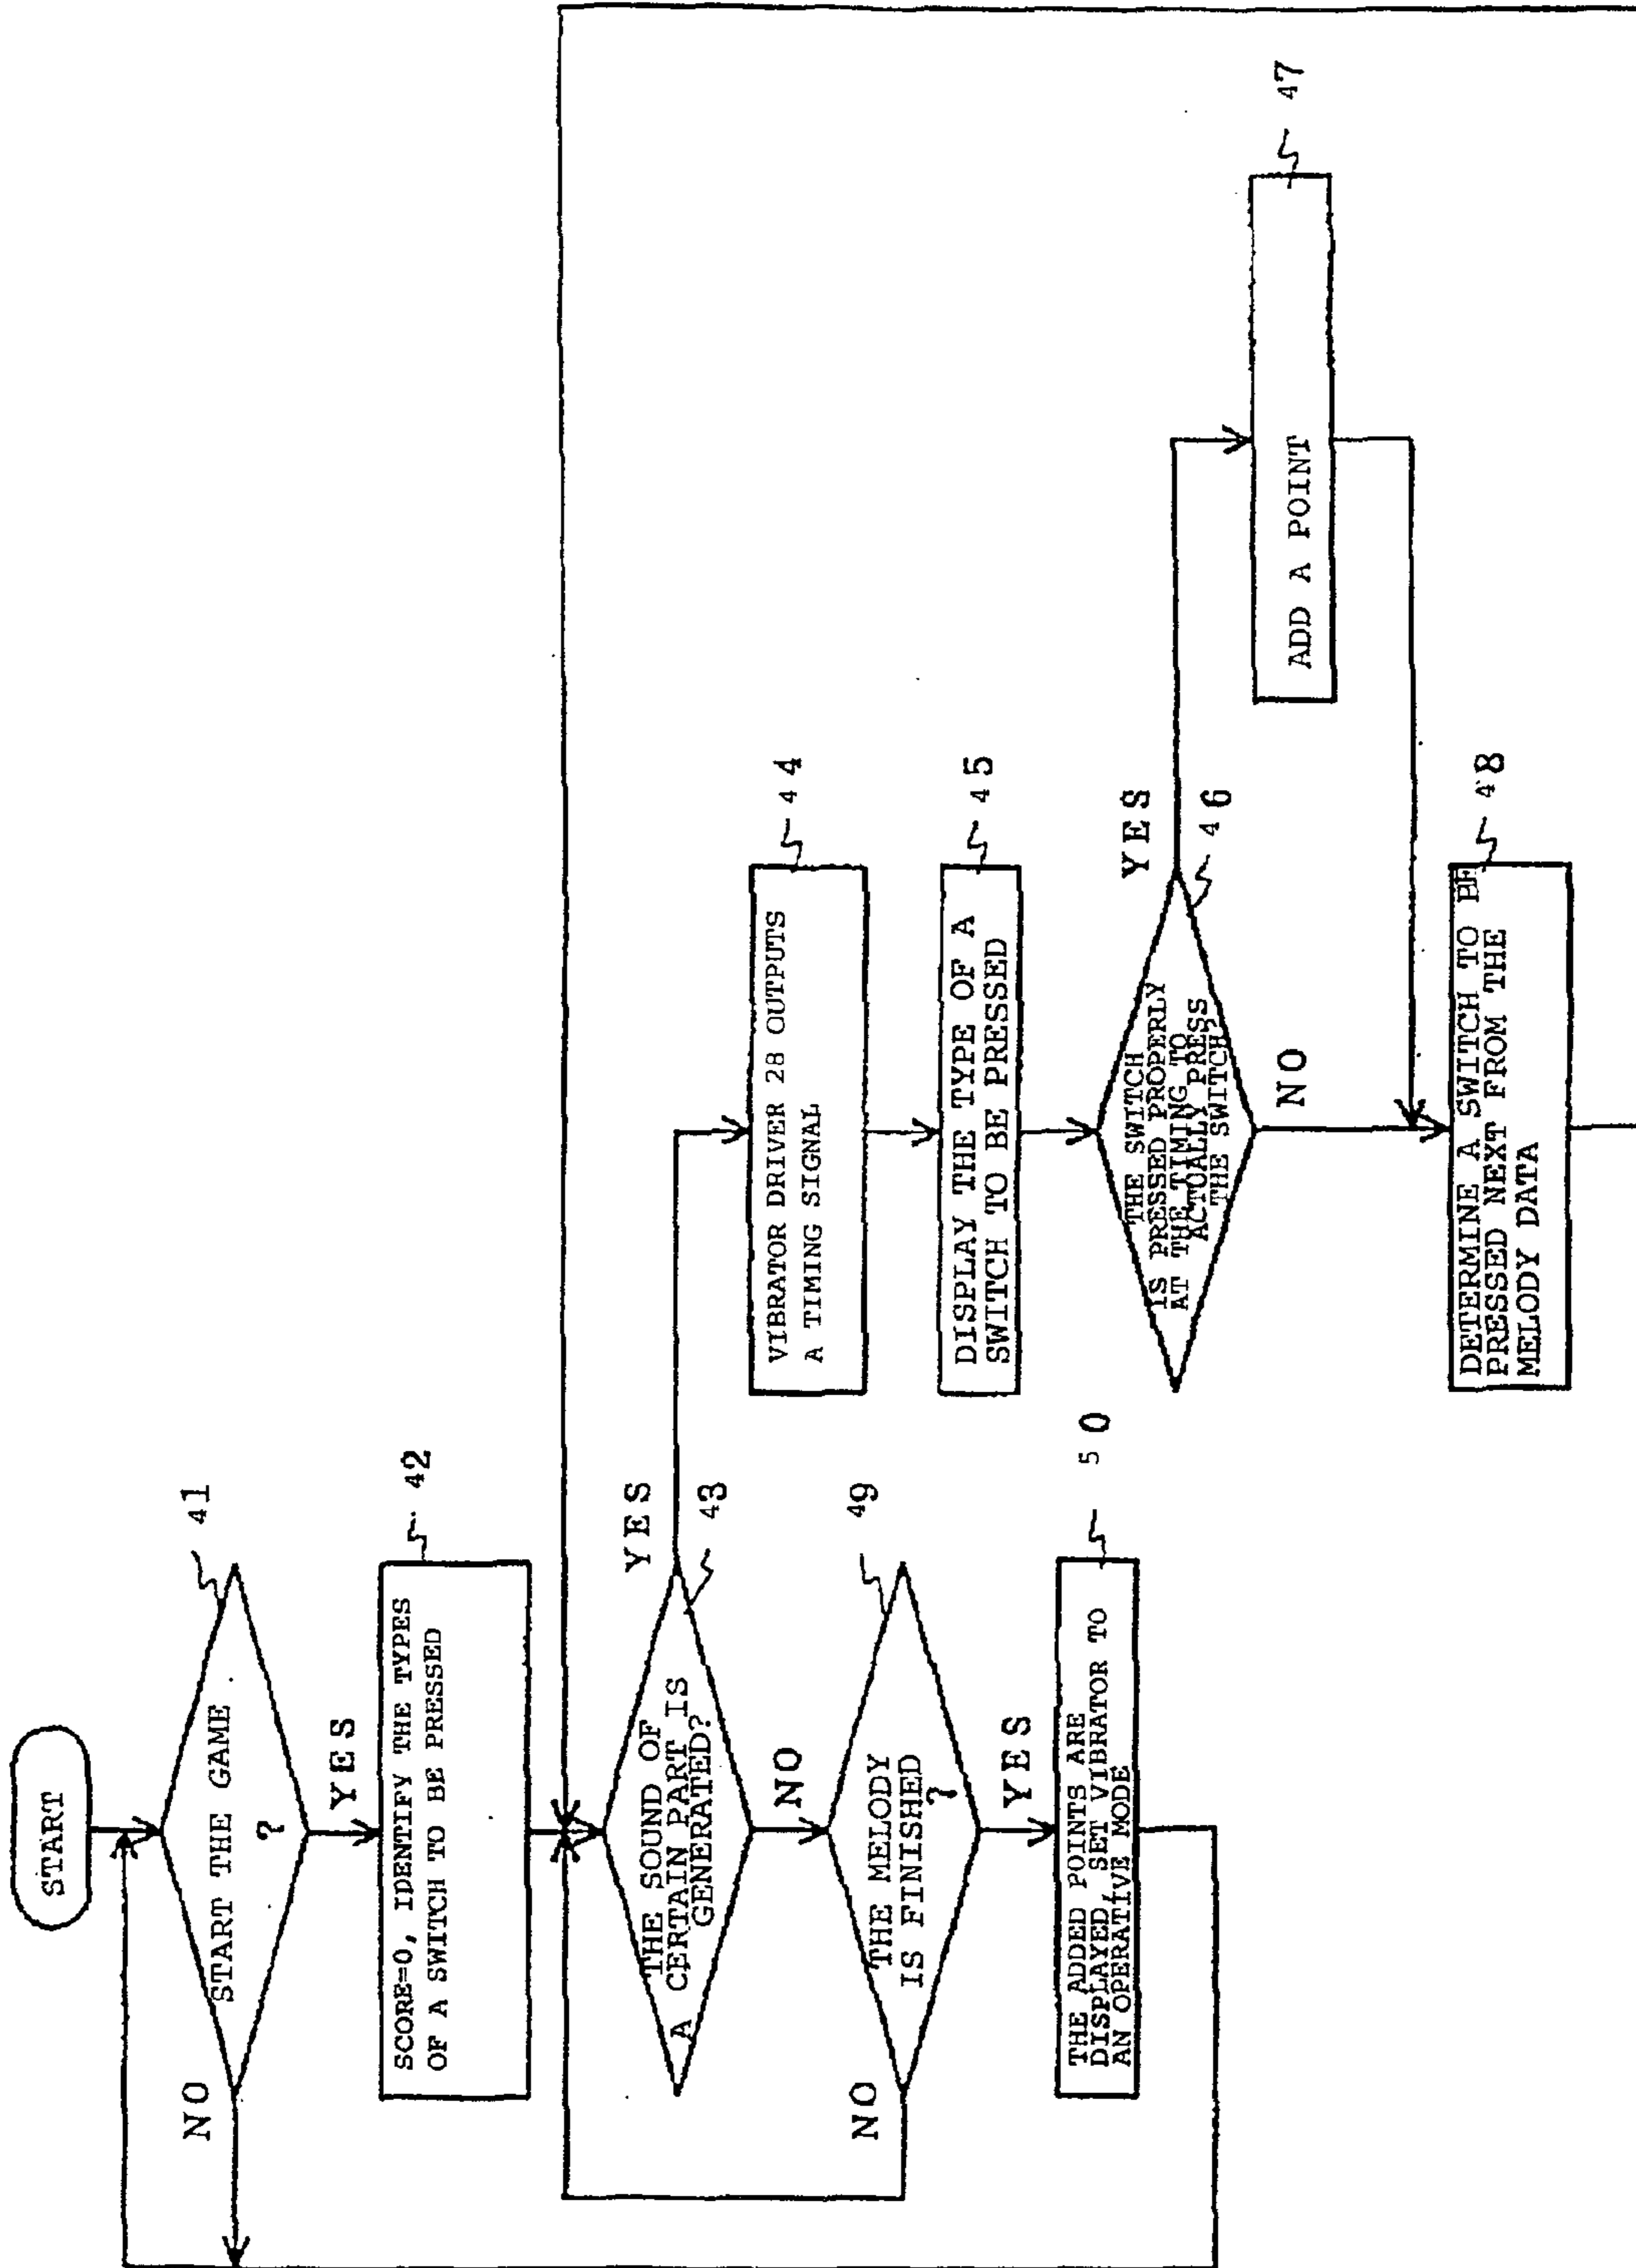 START
START THE GAME
?
41
NO
YES
SCORE=0, IDENTIFY THE TYPES
OF A SWITCH TO BE PRESSED
42
THE SOUND OF
A CERTAIN PART IS
GENERATED?
YES
43
NO
THE MELODY
IS FINISHED
?
49
NO
YES
THE ADDED POINTS ARE
DISPLAYED, SET VIBRATOR TO
AN OPERATIVE MODE
50
VIBRATOR DRIVER 28 OUTPUTS
A TIMING SIGNAL
44
DISPLAY THE TYPE OF A
SWITCH TO BE PRESSED
45
THE SWITCH
IS PRESSED PROPERLY
AT THE TIMING TO
ACTUALLY PRESS
THE SWITCH?
YES
46
NO
ADD A POINT
47
DETERMINE A SWITCH TO BE
PRESSED NEXT FROM THE
MELODY DATA
48